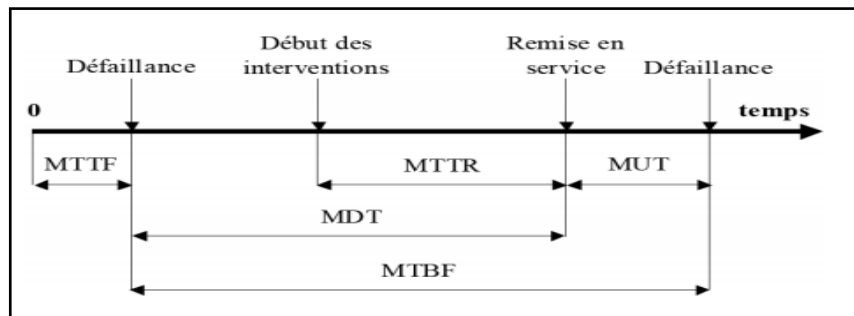 Défaillance
Début des
interventions
Remise en
service
Défaillance
0
temps
MTTF
MTTR
MUT
MDT
MTBF